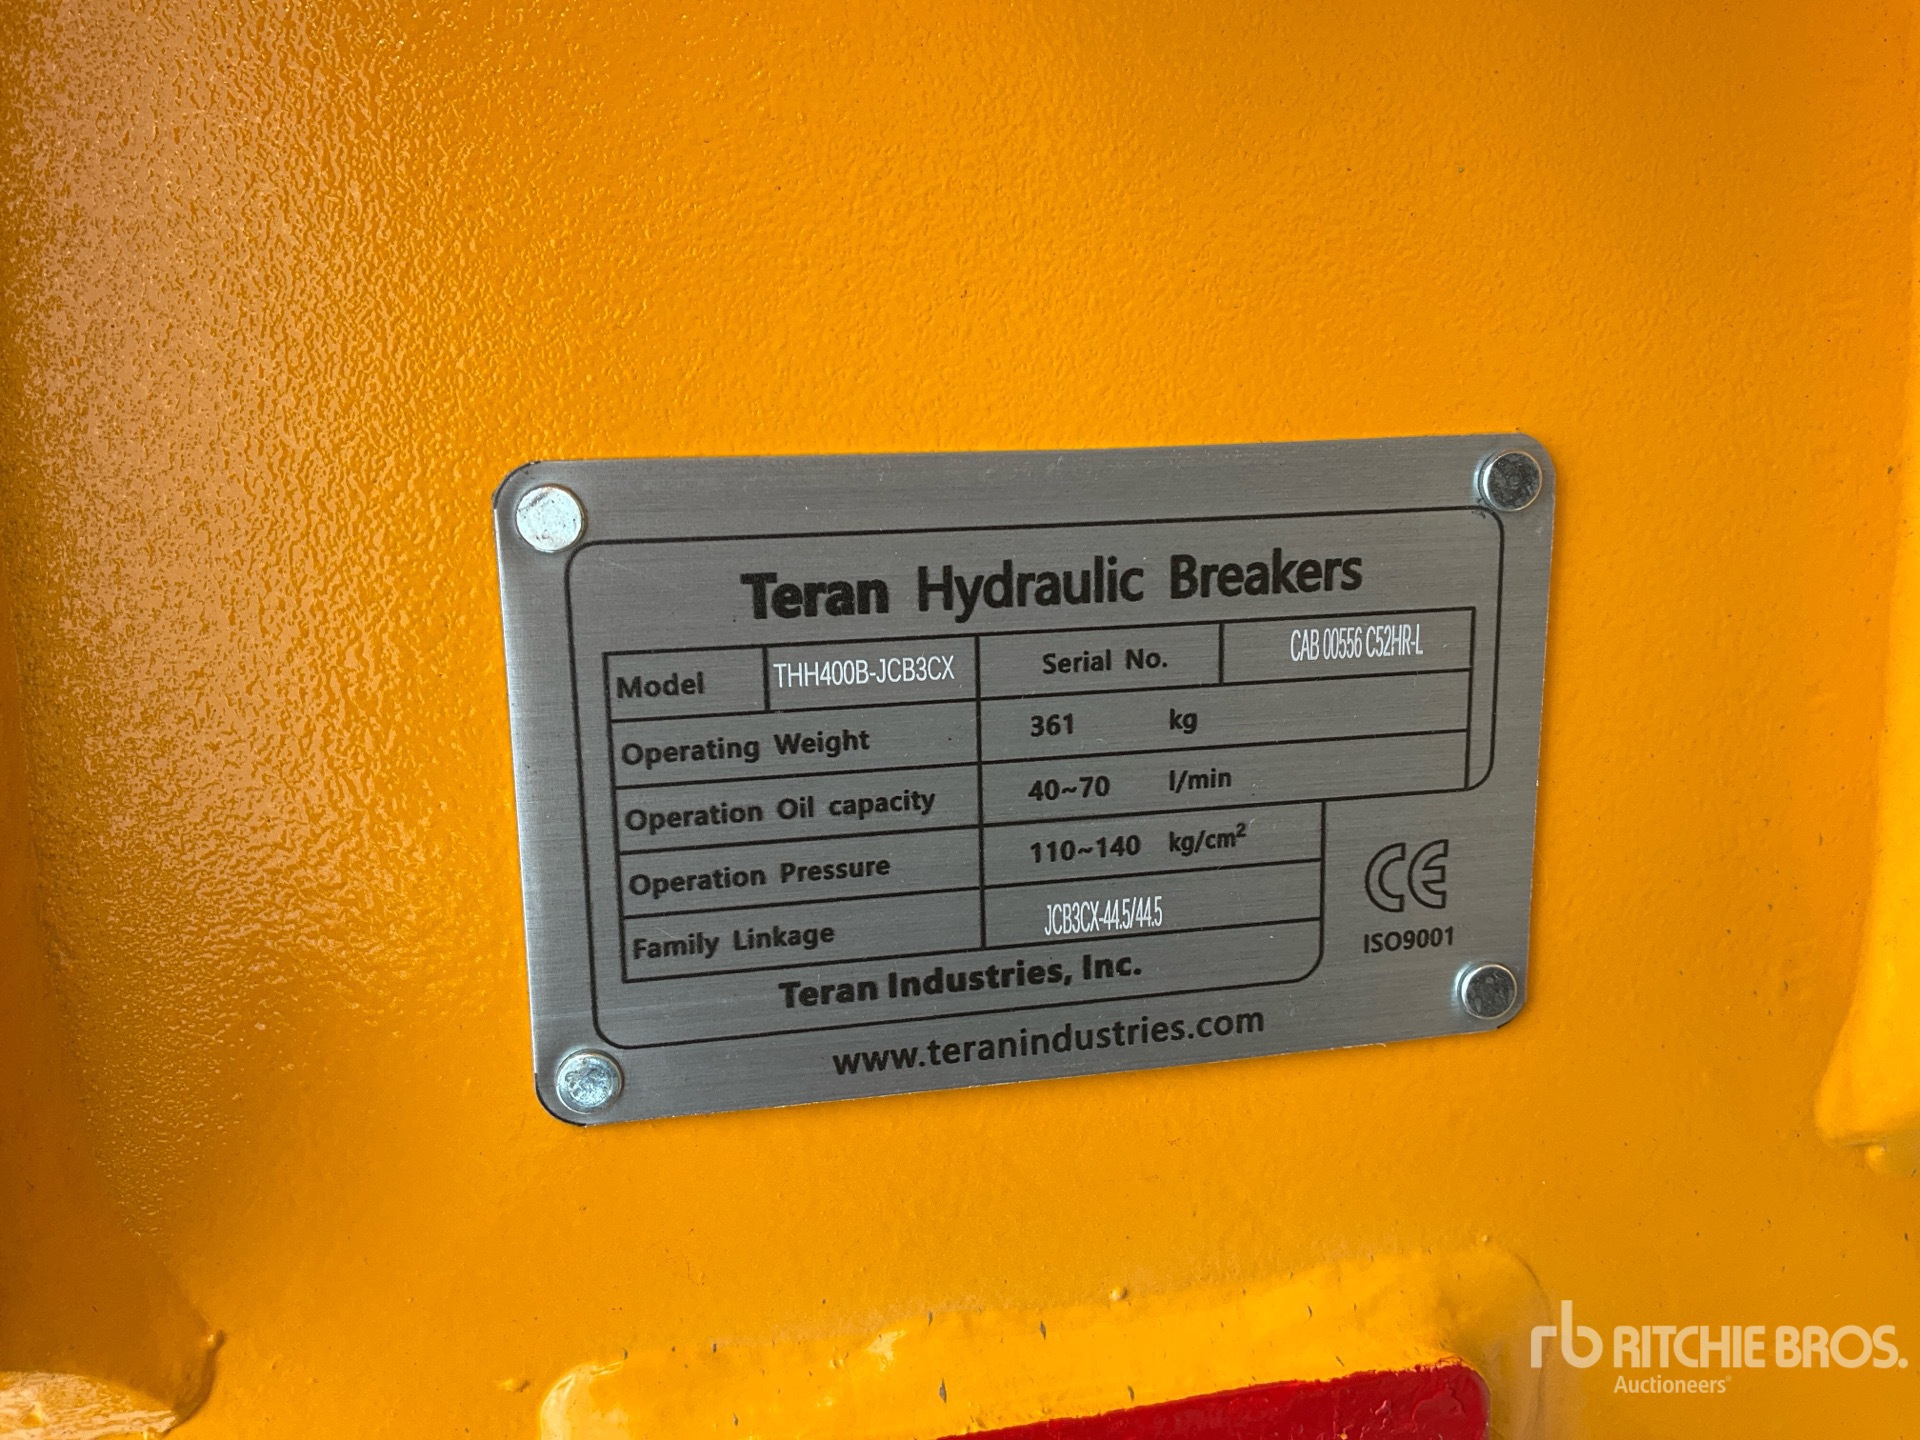 Teran Hydraulic Breakers
Model THH400B-JCB3CX Serial No. CAB 00556 C52HR-L
Operating Weight 361 kg
Operation Oil capacity 40~70 l/min
Operation Pressure 110~140 kg/cm²
Family Linkage JCB3CX-44.5/44.5
Teran Industries, Inc.
CE
ISO9001
www.teranindustries.com
rb RITCHIE BROS.
Auctioneers